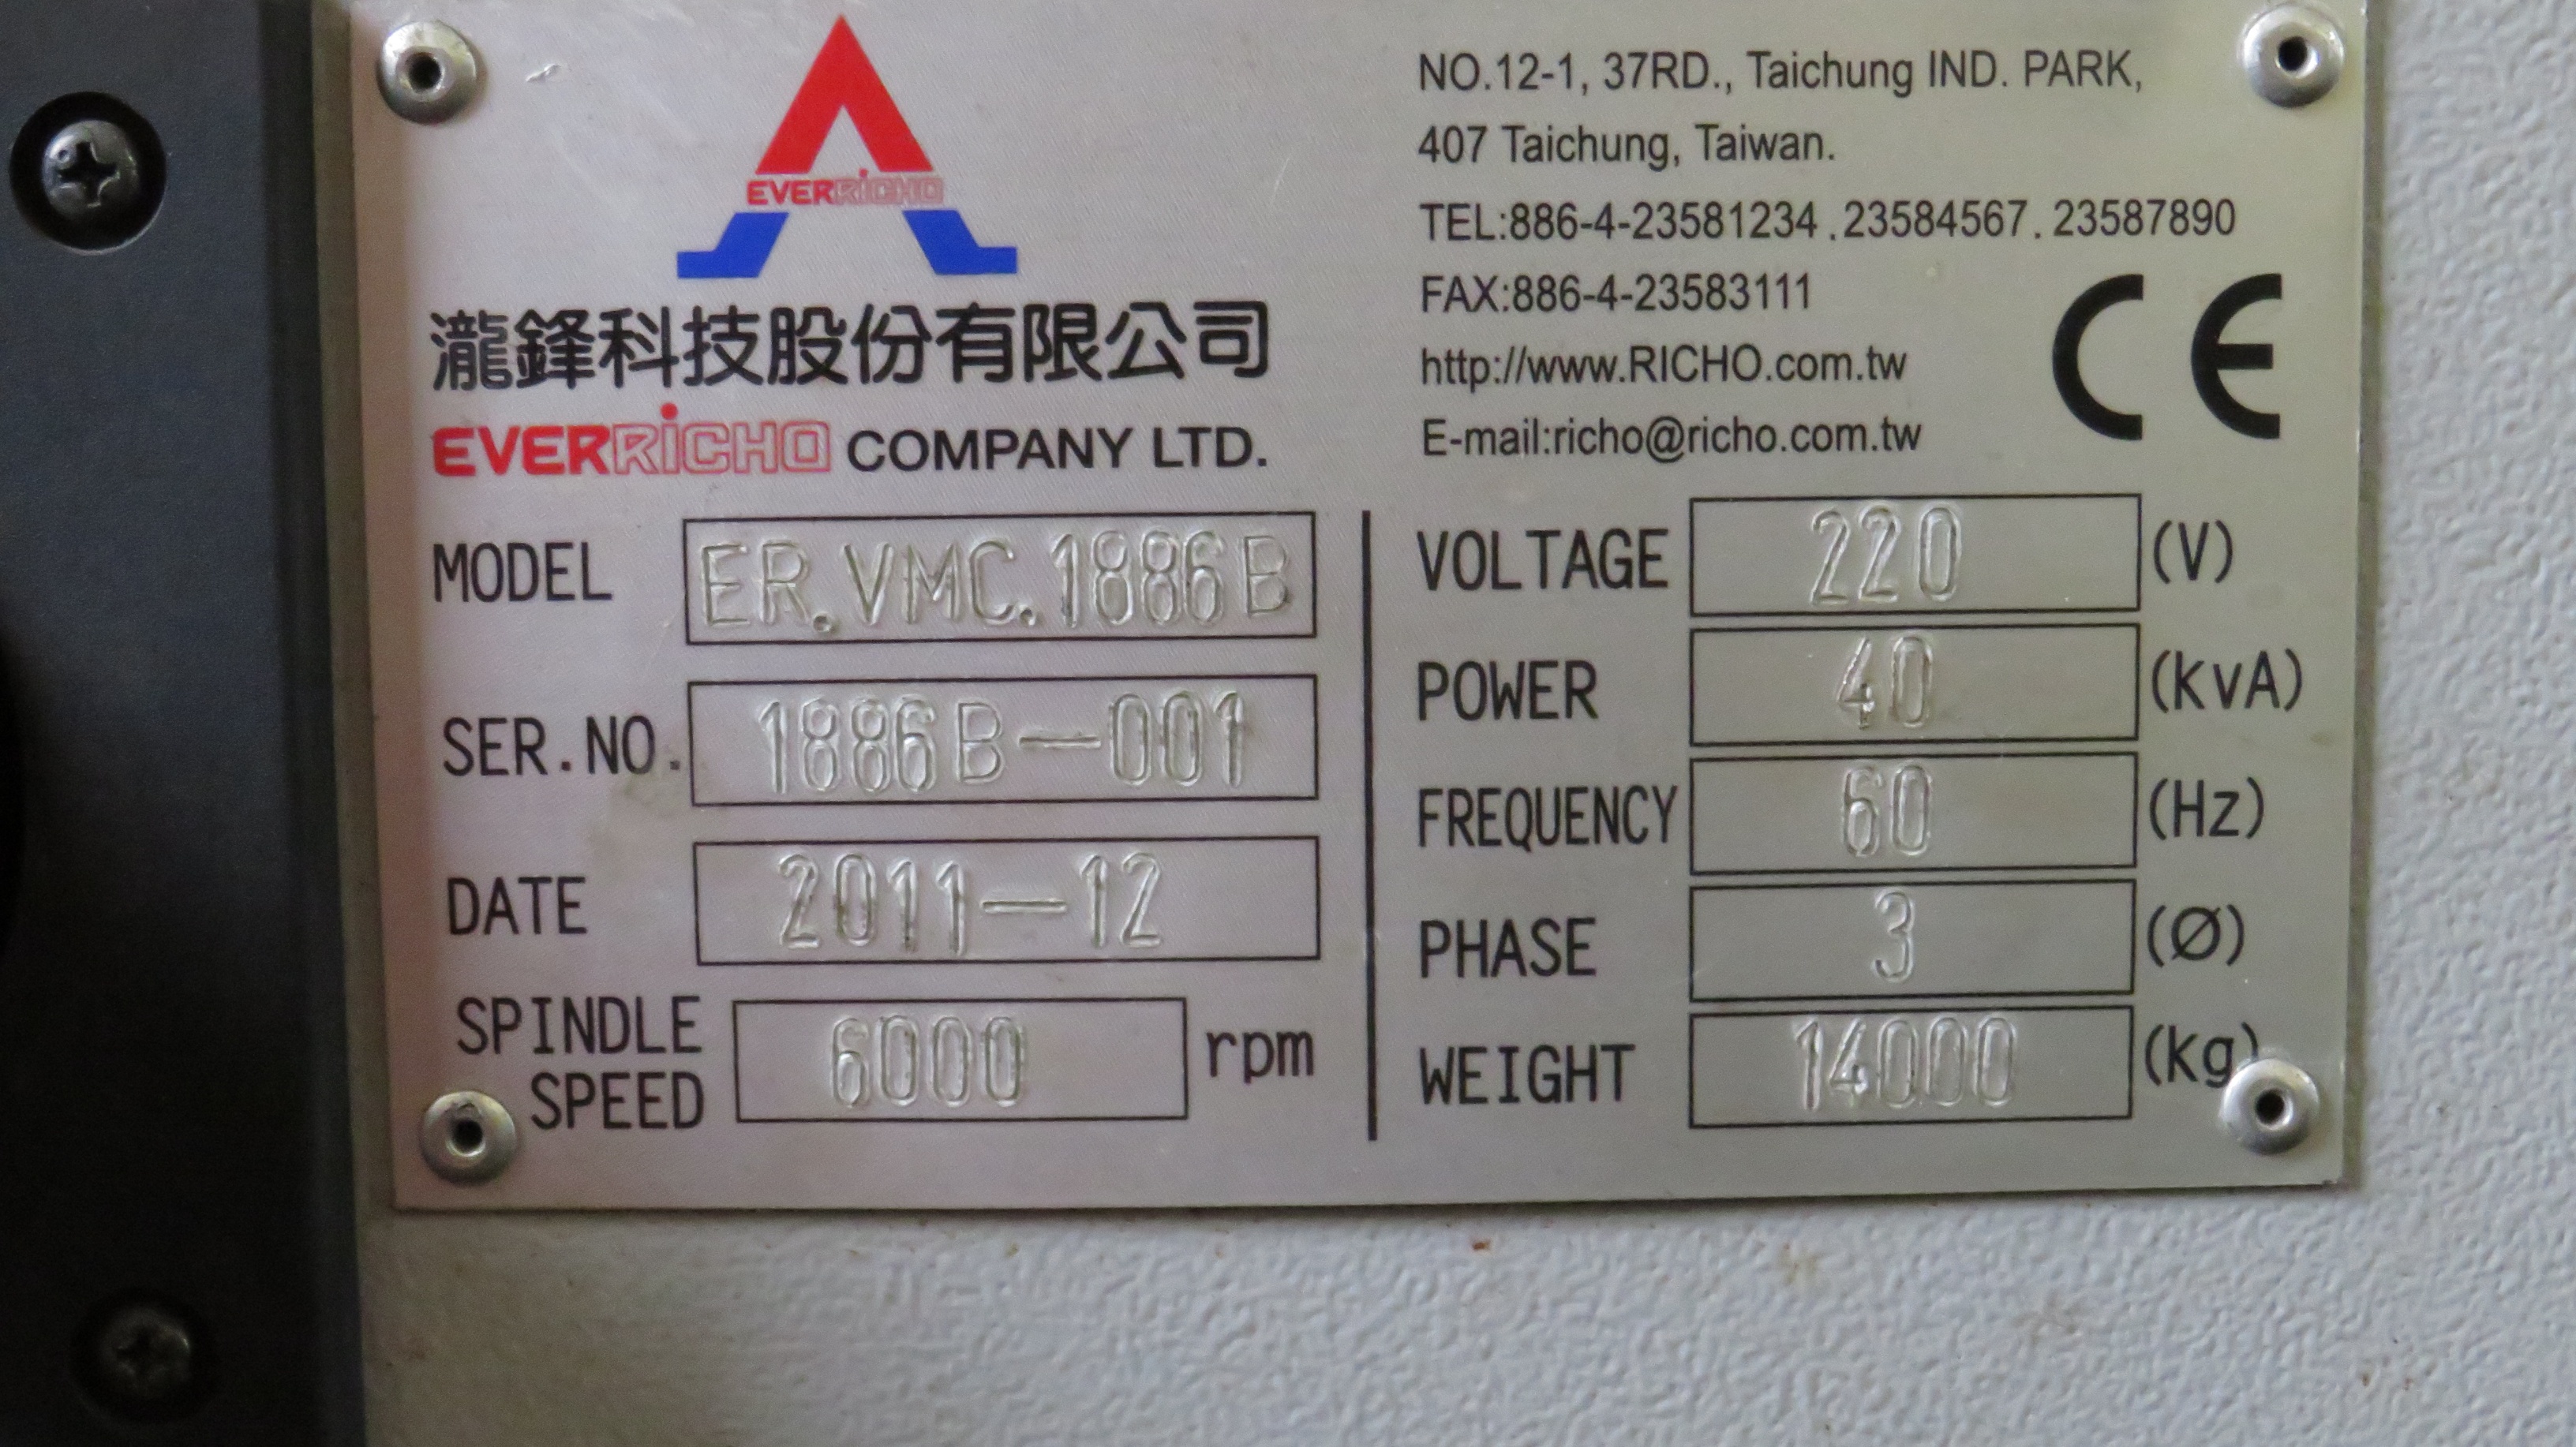 EVERRiCHO
瀧鋒科技股份有限公司
EVERRiCHO COMPANY LTD.
NO.12-1, 37RD., Taichung IND. PARK,
407 Taichung, Taiwan.
TEL:886-4-23581234 . 23584567 . 23587890
FAX:886-4-23583111
http://www.RICHO.com.tw
E-mail:richo@richo.com.tw
CE
MODEL ER.VMC.1886B
SER.NO. 1886B-001
DATE 2011-12
SPINDLE SPEED 6000 rpm
VOLTAGE 220 (V)
POWER 40 (KvA)
FREQUENCY 60 (Hz)
PHASE 3 (Ø)
WEIGHT 14000 (kg)